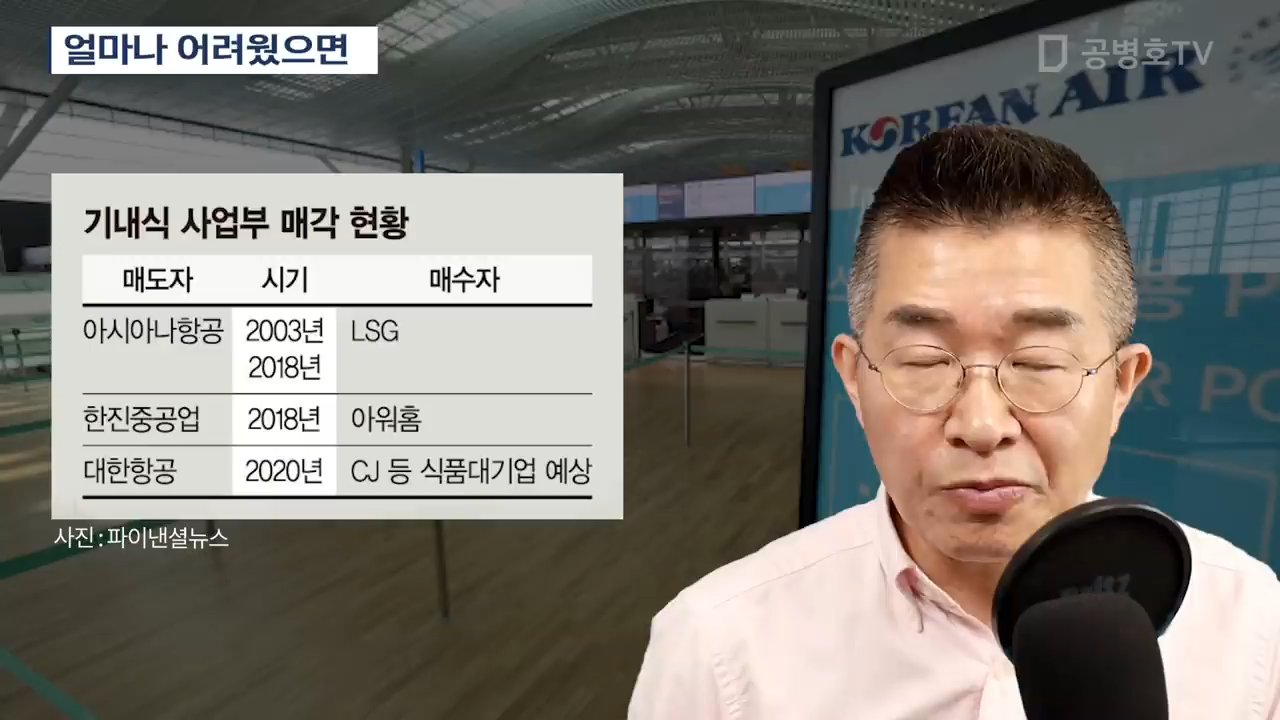 얼마나 어려웠으면
공병호TV
KOREAN AIR
기내식 사업부 매각 현황
매도자 시기 매수자
아시아나항공 2003년 LSG
2018년
한진중공업 2018년 아워홈
대한항공 2020년 CJ 등 식품대기업 예상
사진 : 파이낸셜뉴스